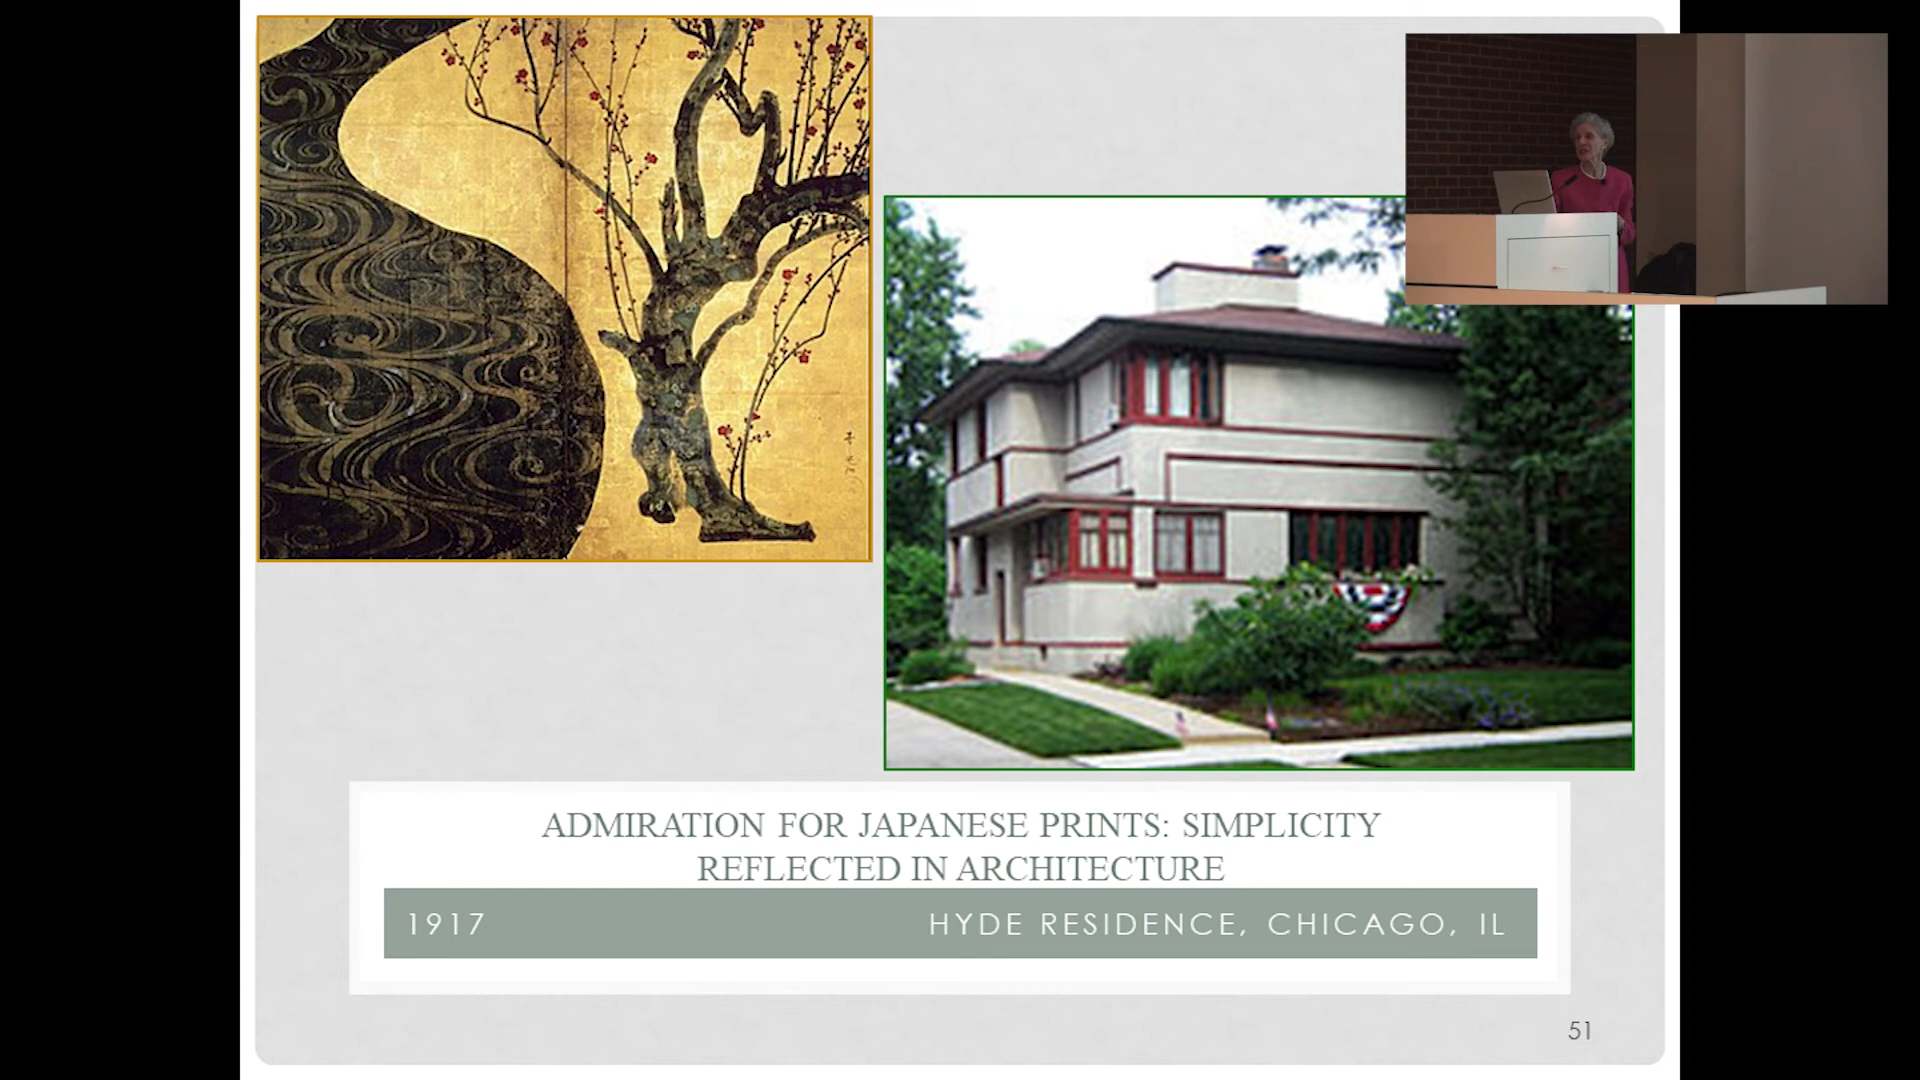 ADMIRATION FOR JAPANESE PRINTS: SIMPLICITY
REFLECTED IN ARCHITECTURE
1917 HYDE RESIDENCE, CHICAGO, IL
51